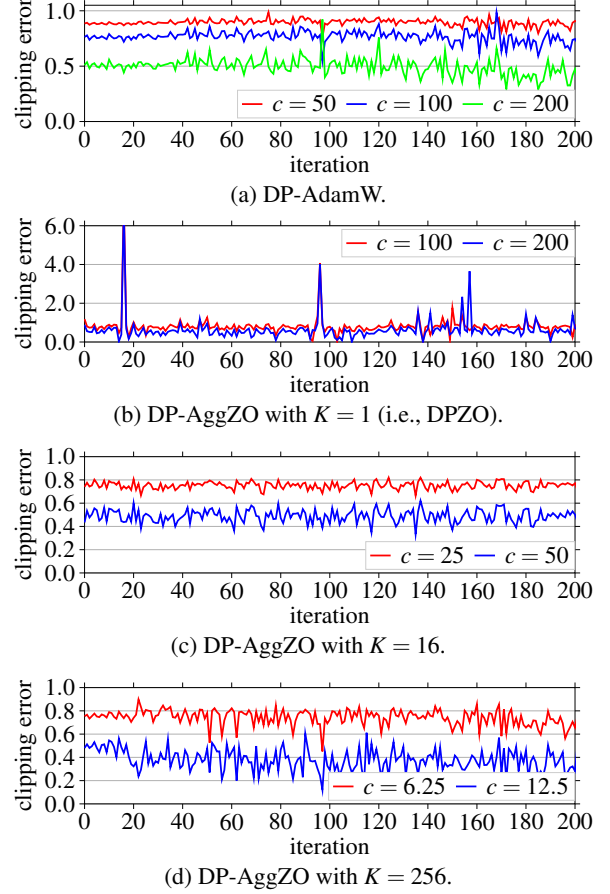 1.0
0.5
0.0
clipping error
c = 50 c = 100 c = 200
0 20 40 60 80 100 120 140 160 180 200
iteration
(a) DP-AdamW.
6.0
4.0
2.0
0.0
clipping error
c = 100 c = 200
0 20 40 60 80 100 120 140 160 180 200
iteration
(b) DP-AggZO with K = 1 (i.e., DPZO).
1.0
0.8
0.6
0.4
0.2
0.0
clipping error
c = 25 c = 50
0 20 40 60 80 100 120 140 160 180 200
iteration
(c) DP-AggZO with K = 16.
1.0
0.8
0.6
0.4
0.2
0.0
clipping error
c = 6.25 c = 12.5
0 20 40 60 80 100 120 140 160 180 200
iteration
(d) DP-AggZO with K = 256.